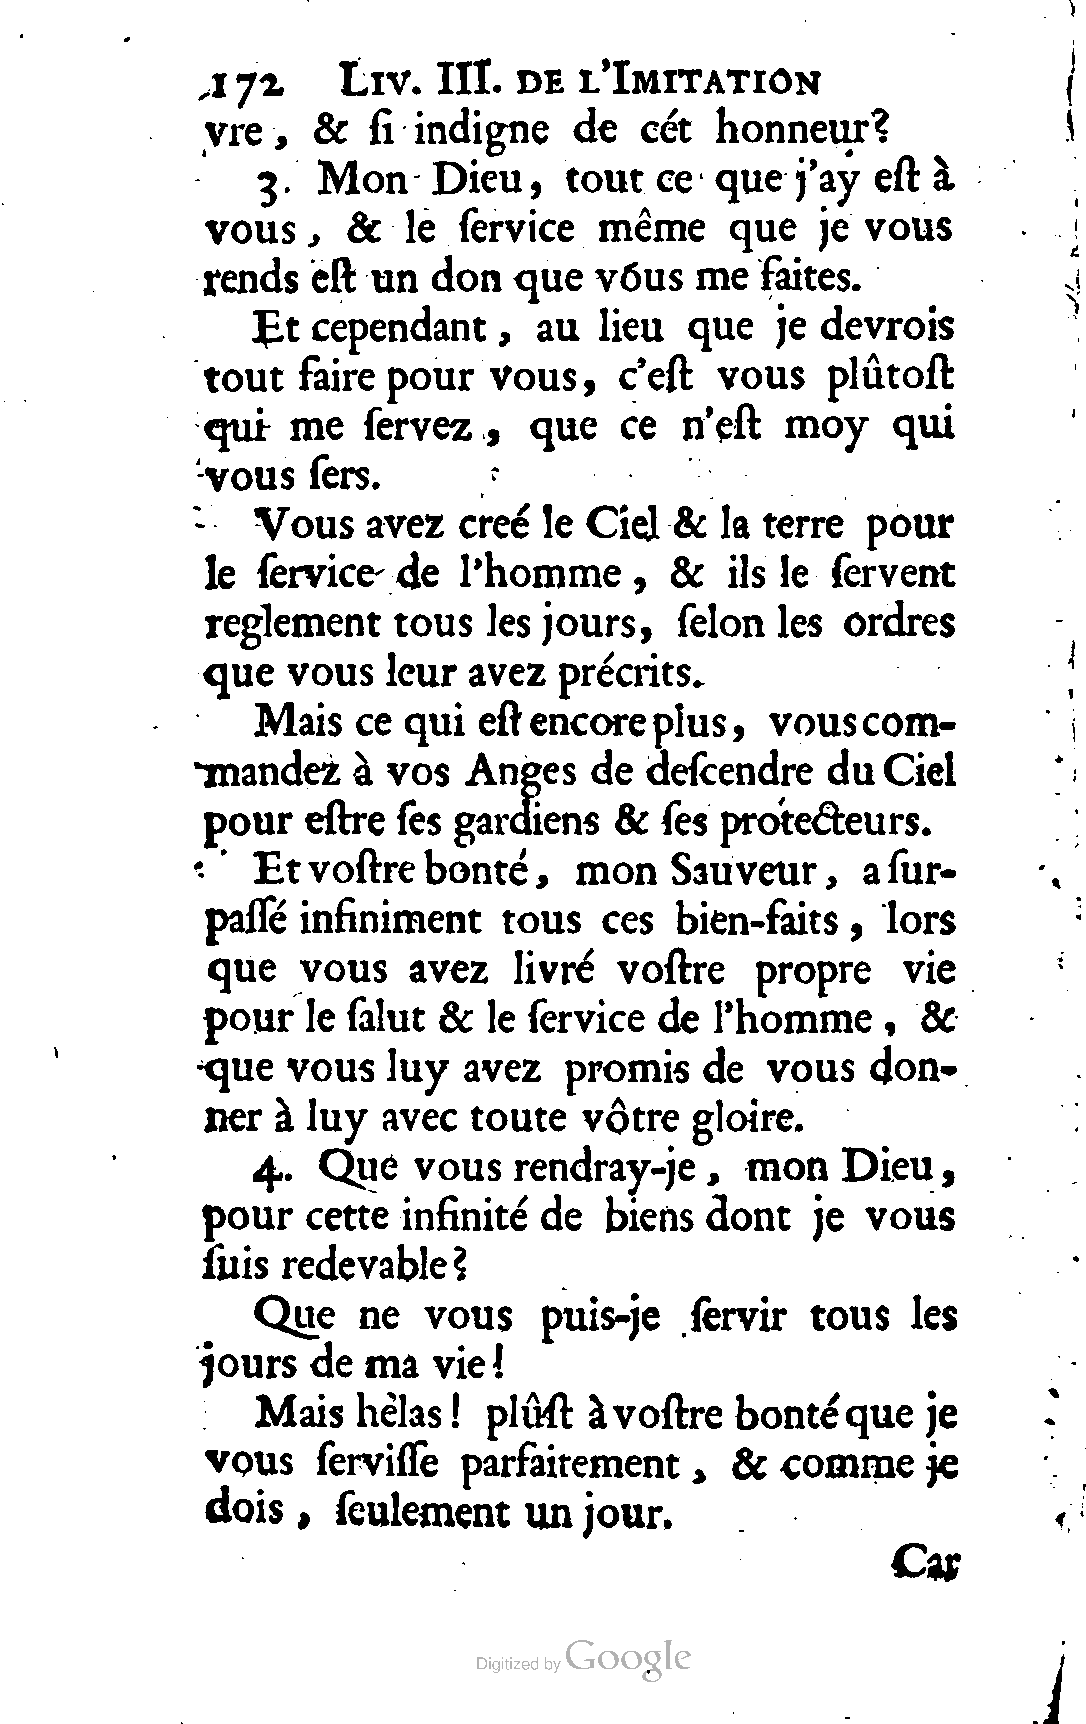 172 LIV. III. DE L'IMITATION
vre, & ſi indigne de cét honneur?
3. Mon Dieu, tout ce que j'ay eſt à
vous, & le ſervice même que je vous
rends eſt un don que vous me faites.
Et cependant, au lieu que je devrois
tout faire pour vous, c'eſt vous plûtoſt
qui me ſervez, que ce n'eſt moy qui
vous ſers.
Vous avez creé le Ciel & la terre pour
le ſervice de l'homme, & ils le ſervent
reglement tous les jours, ſelon les ordres
que vous leur avez précrits.
Mais ce qui eſt encore plus, vous com-
mandez à vos Anges de deſcendre du Ciel
pour eſtre ſes gardiens & ſes protecteurs.
Et voſtre bonté, mon Sauveur, a ſur-
paſſé infiniment tous ces bien-faits, lors
que vous avez livré voſtre propre vie
pour le ſalut & le ſervice de l'homme, &
que vous luy avez promis de vous don-
ner à luy avec toute vôtre gloire.
4. Que vous rendray-je, mon Dieu,
pour cette infinité de biens dont je vous
ſuis redevable?
Que ne vous puis-je ſervir tous les
jours de ma vie!
Mais hèlas! plûſt à voſtre bonté que je
vous ſerviſſe parfaitement, & comme je
dois, ſeulement un jour.
Car
Digitized by Google